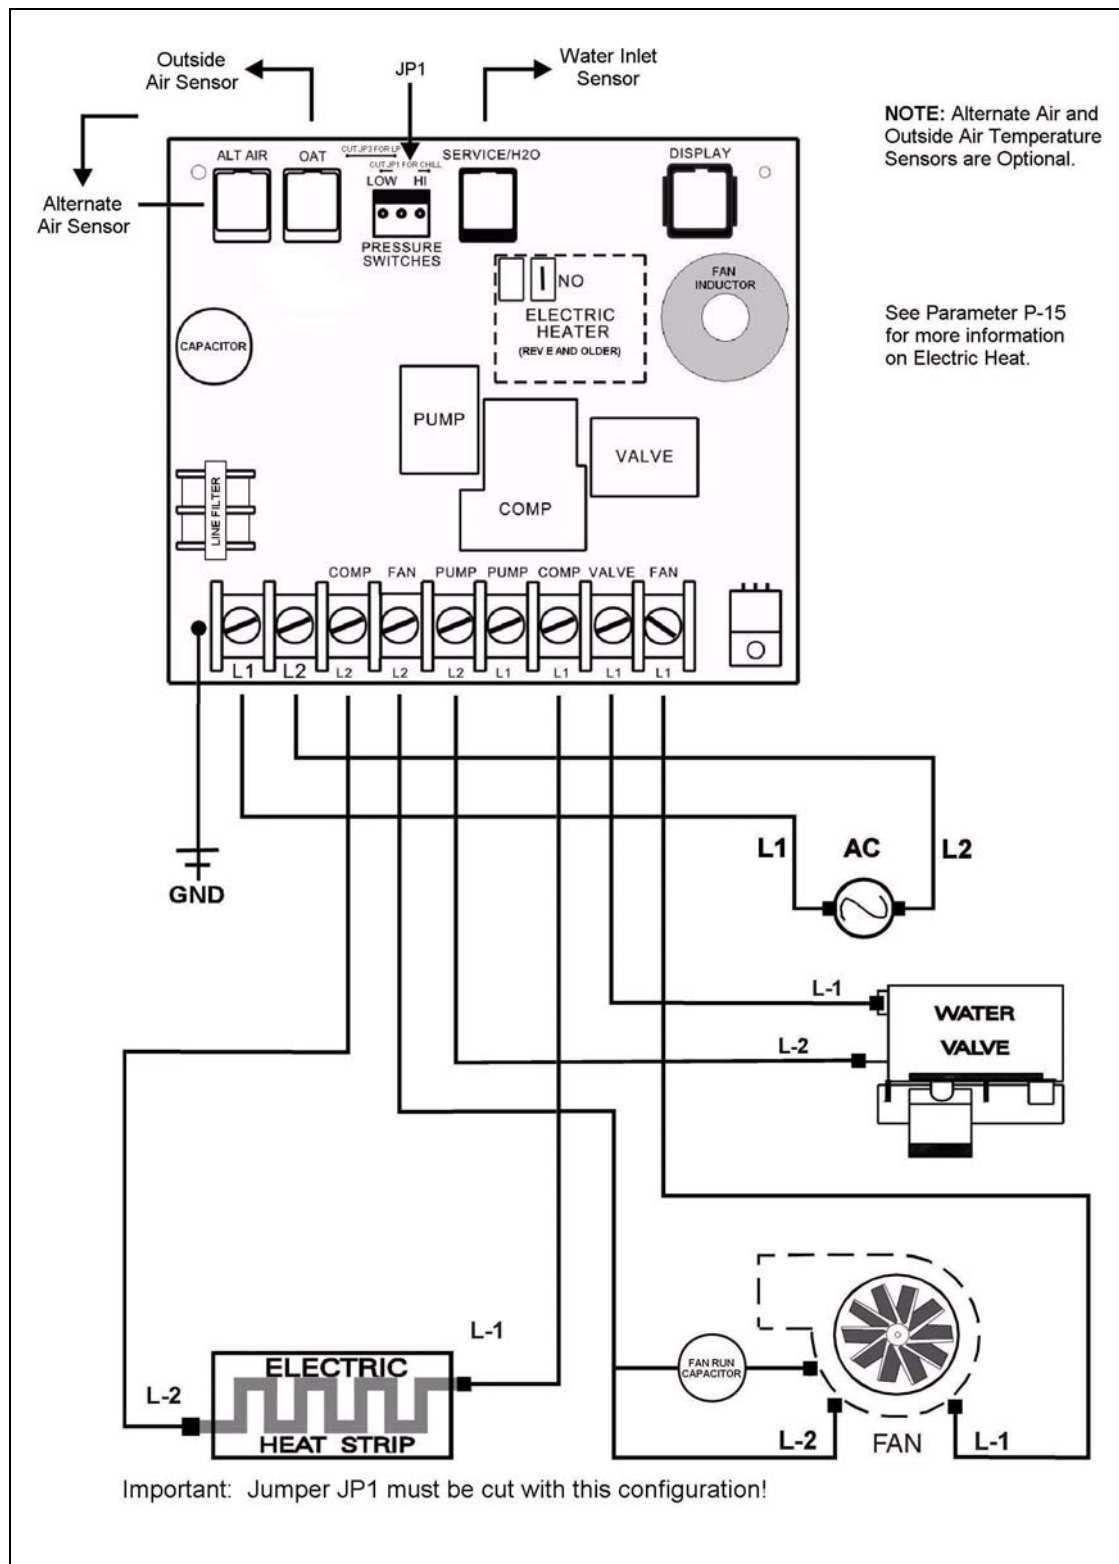 Outside
Air Sensor
JP1
Water Inlet
Sensor
NOTE: Alternate Air and
Outside Air Temperature
Sensors are Optional.
Alternate
Air Sensor
ALT AIR
OAT
CUT JP3 FOR LP
CUT JP1 FOR CHILL
LOW HI
PRESSURE
SWITCHES
SERVICE/H2O
DISPLAY
NO
ELECTRIC
HEATER
(REV E AND OLDER)
FAN
INDUCTOR
See Parameter P-15
for more information
on Electric Heat.
CAPACITOR
PUMP
COMP
VALVE
LINE FILTER
COMP FAN PUMP PUMP COMP VALVE FAN
L1 L2 L2 L2 L2 L1 L1 L1 L1
GND
L1 AC L2
L-1
L-2
WATER
VALVE
L-2
ELECTRIC
HEAT STRIP
L-1
FAN RUN
CAPACITOR
L-2
FAN
L-1
Important: Jumper JP1 must be cut with this configuration!